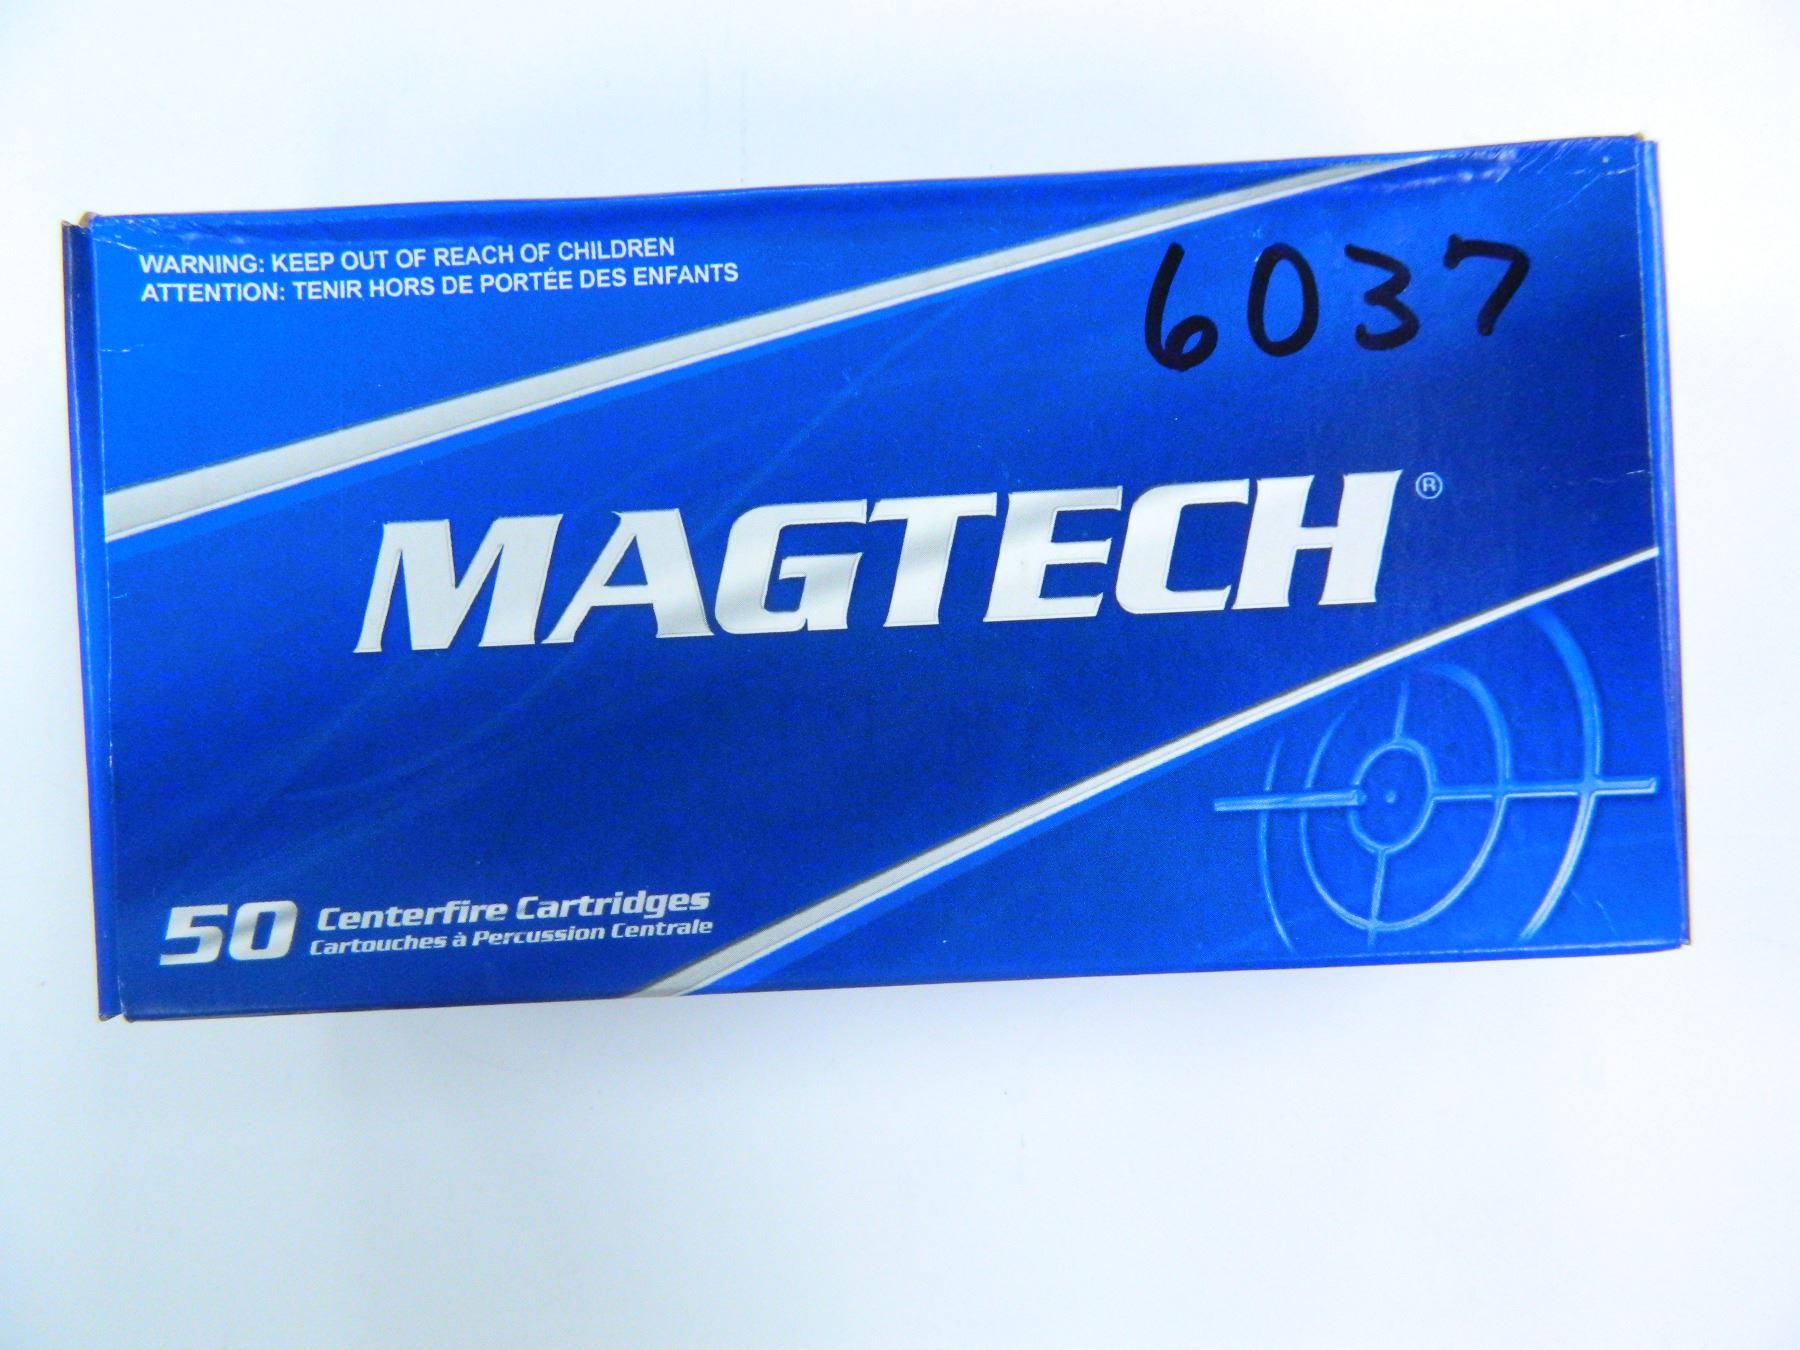 WARNING: KEEP OUT OF REACH OF CHILDREN
ATTENTION: TENIR HORS DE PORTÉE DES ENFANTS
6037
MAGTECH®
50 Centerfire Cartridges
Cartouches à Percussion Centrale